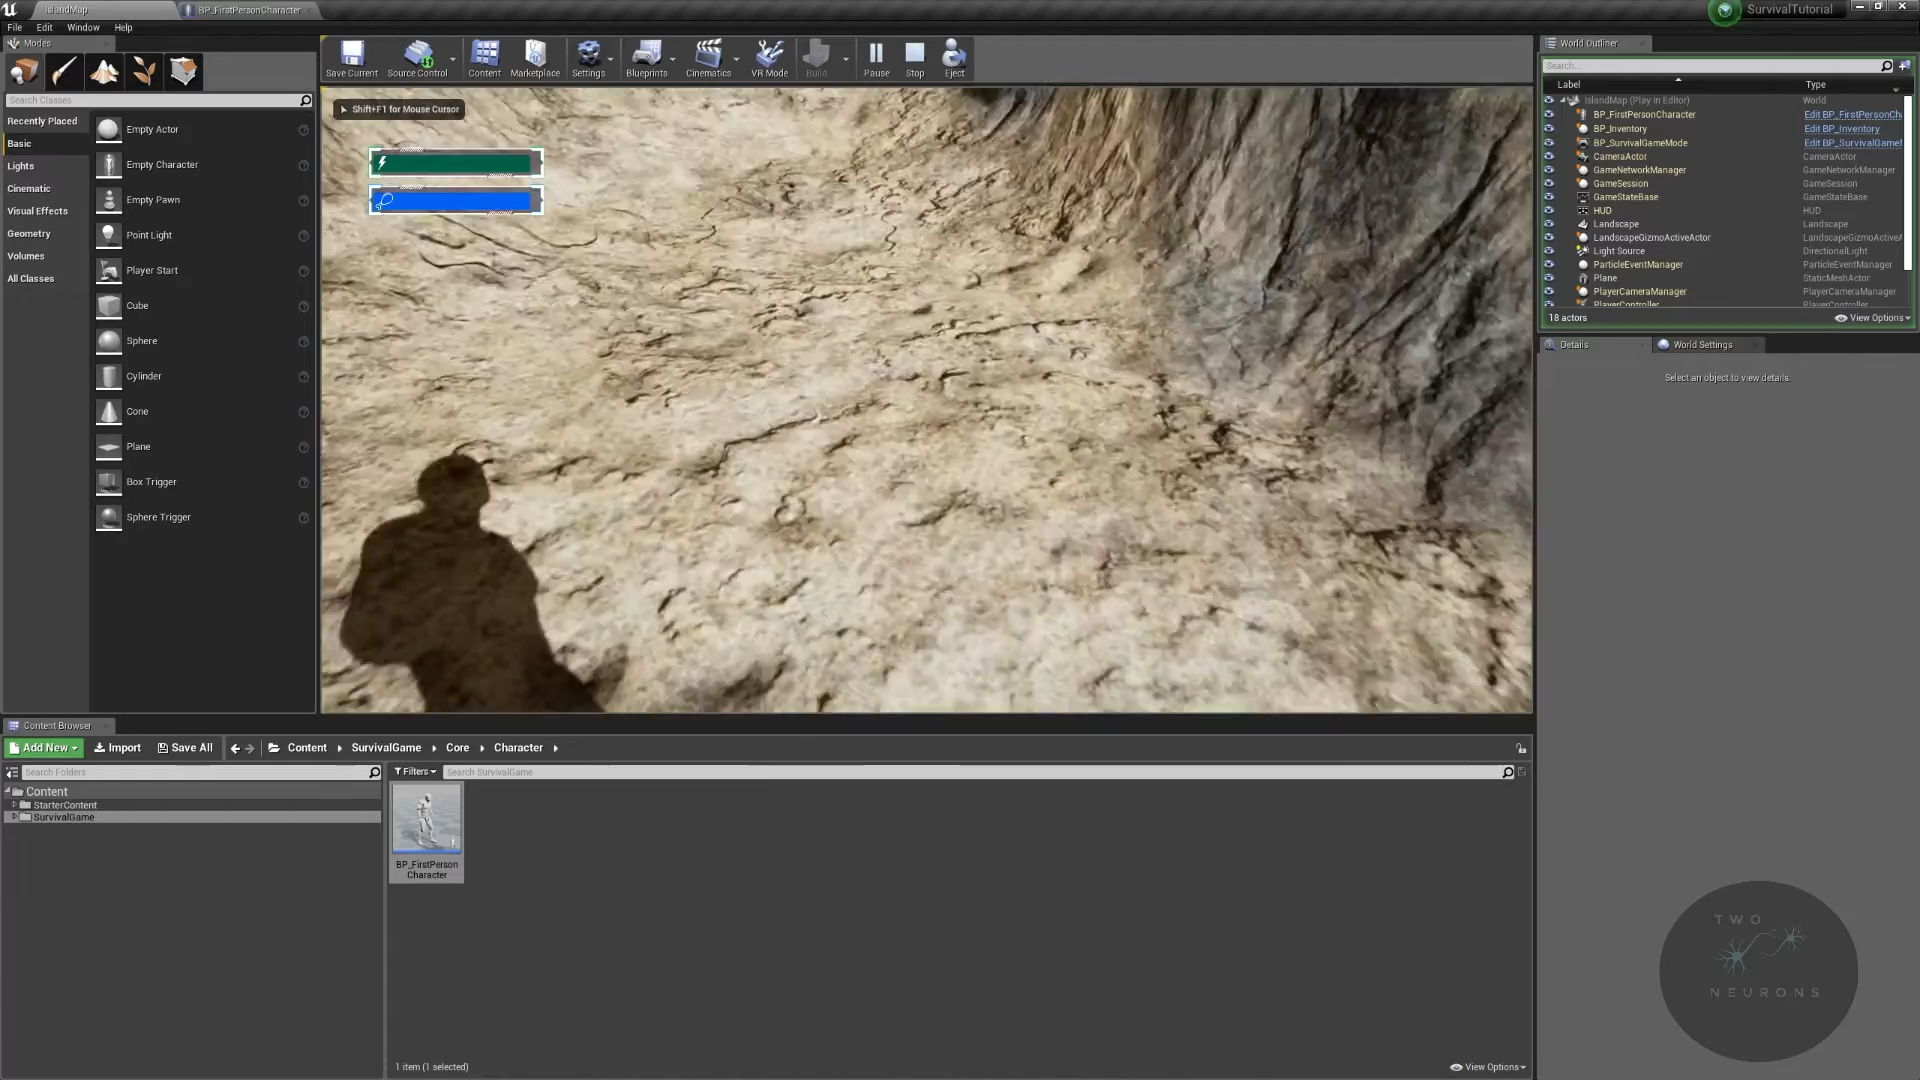 IslandMap
BP_FirstPersonCharacter
SurvivalTutorial
File Edit Window Help
Modes
Search Classes
Recently Placed
Basic
Lights
Cinematic
Visual Effects
Geometry
Volumes
All Classes
Empty Actor
Empty Character
Empty Pawn
Point Light
Player Start
Cube
Sphere
Cylinder
Cone
Plane
Box Trigger
Sphere Trigger
Save Current
Source Control
Content
Marketplace
Settings
Blueprints
Cinematics
VR Mode
Build
Pause
Stop
Eject
Shift+F1 for Mouse Cursor
World Outliner
Search...
Label Type
IslandMap (Play In Editor) World
BP_FirstPersonCharacter Edit BP_FirstPersonCh
BP_Inventory Edit BP_Inventory
BP_SurvivalGameMode Edit BP_SurvivalGame
CameraActor CameraActor
GameNetworkManager GameNetworkManager
GameSession GameSession
GameStateBase GameStateBase
HUD HUD
Landscape Landscape
LandscapeGizmoActiveActor LandscapeGizmoActive
Light Source DirectionalLight
ParticleEventManager ParticleEventManager
Plane StaticMeshActor
PlayerCameraManager PlayerCameraManager
PlayerController PlayerController
18 actors View Options
Details
World Settings
Select an object to view details.
Content Browser
Add New Import Save All Content SurvivalGame Core Character
Search Folders
Filters Search SurvivalGame
Content
StarterContent
SurvivalGame
BP_FirstPerson
Character
1 item (1 selected)
View Options
TWO
NEURONS